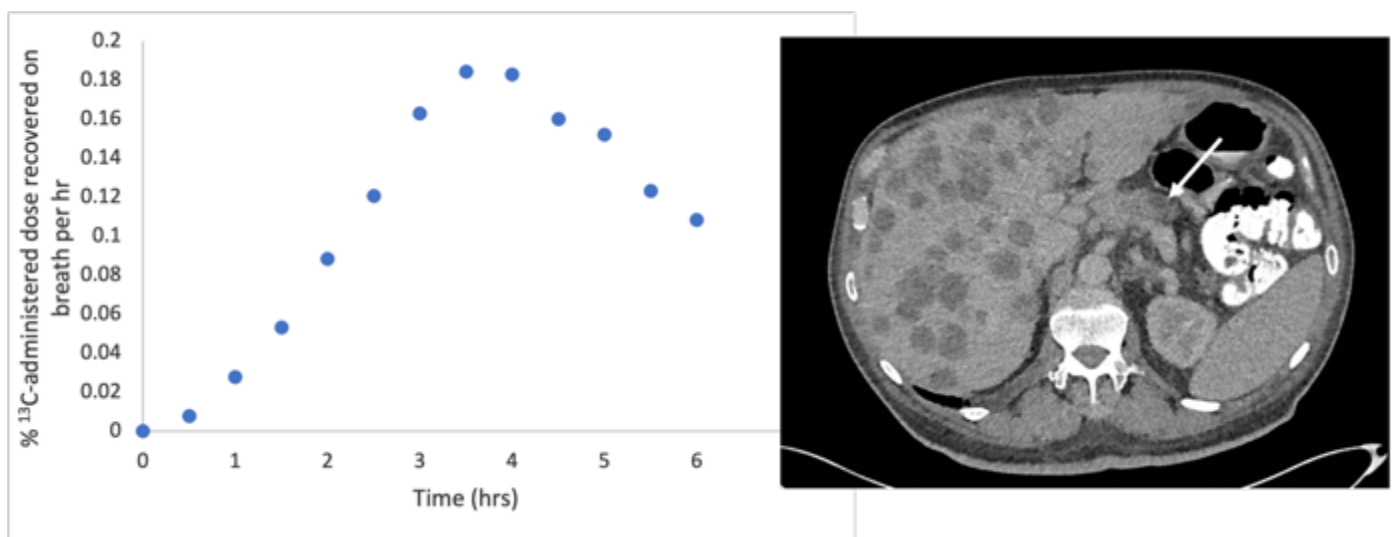 % ¹³C-administered dose recovered on
breath per hr
0.2
0.18
0.16
0.14
0.12
0.1
0.08
0.06
0.04
0.02
0
0 1 2 3 4 5 6
Time (hrs)